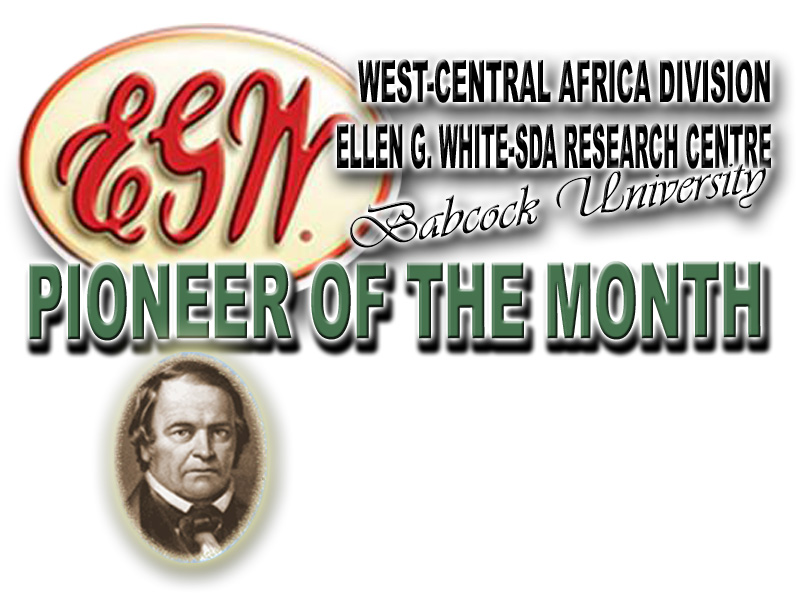 EGW.
WEST-CENTRAL AFRICA DIVISION
ELLEN G. WHITE-SDA RESEARCH CENTRE
Babcock University
PIONEER OF THE MONTH